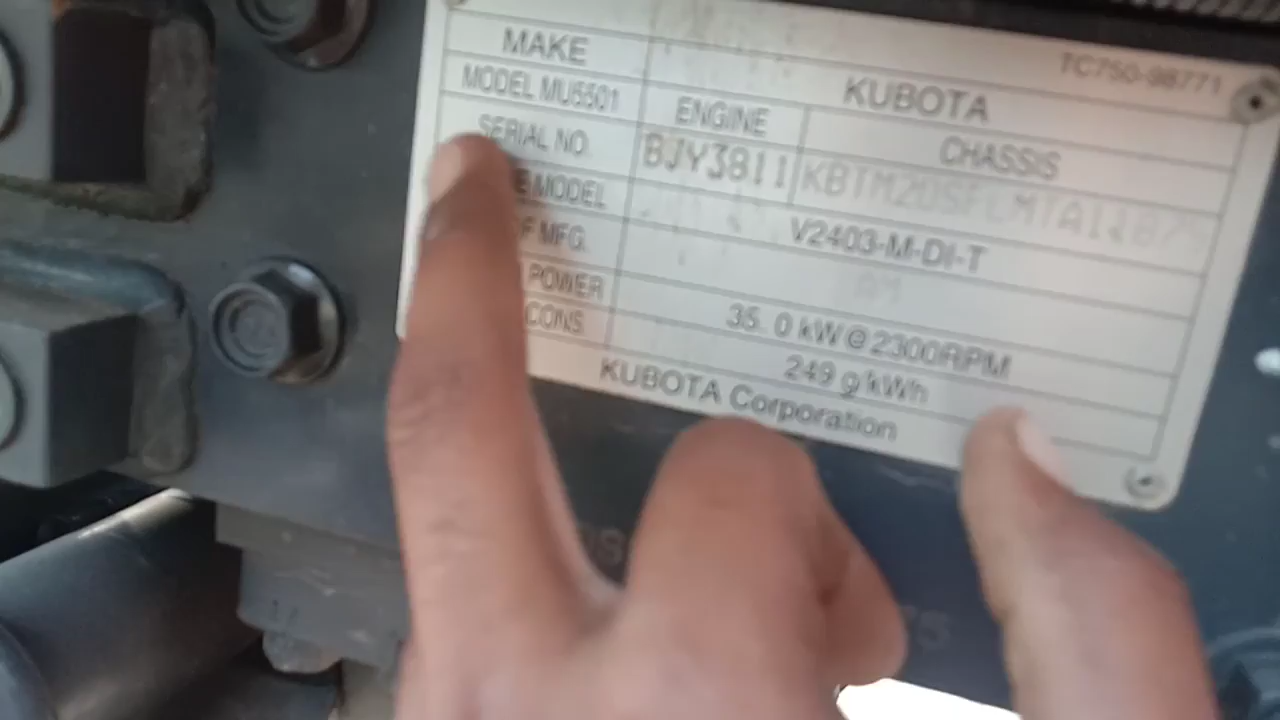 TC750-98771
MAKE KUBOTA
MODEL MU5501 ENGINE CHASSIS
SERIAL NO. BJY3811
E MODEL V2403-M-DI-T
F MFG.
POWER 35.0 kW@2300RPM
CONS. 249 g/kWh
KUBOTA Corporation